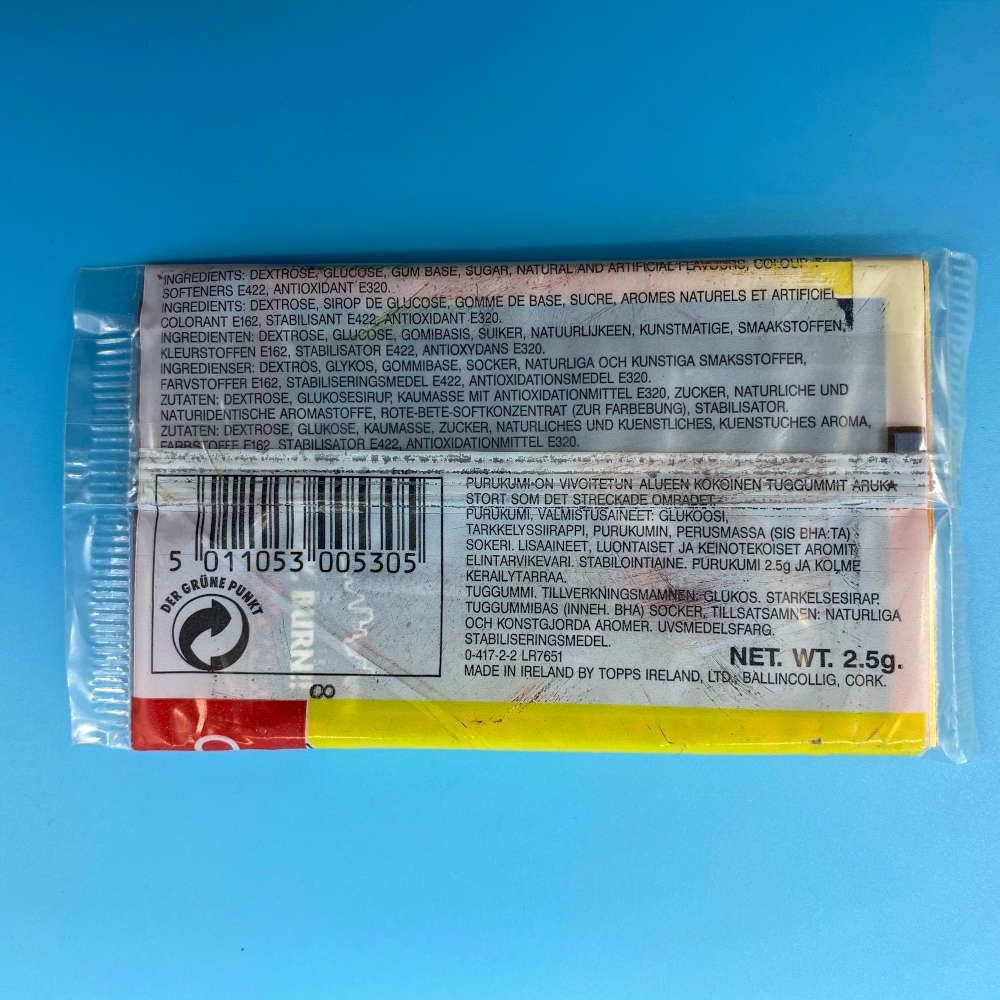 INGREDIENTS: DEXTROSE, GLUCOSE, GUM BASE, SUGAR, NATURAL AND ARTIFICIAL FLAVOURS, COLOUR
SOFTENERS E422, ANTIOXIDANT E320.
INGREDIENTS: DEXTROSE, SIROP DE GLUCOSE, GOMME DE BASE, SUCRE, AROMES NATURELS ET ARTIFICIEL
COLORANT E162, STABILISANT E422, ANTIOXIDANT E320.
INGREDIENTEN: DEXTROSE, GLUCOSE, GOMIBASIS, SUIKER, NATUURLIJKEEN, KUNSTMATIGE, SMAAKSTOFFEN,
KLEURSTOFFEN E162, STABILISATOR E422, ANTIOXYDANS E320.
INGREDIENSER: DEXTROS, GLYKOS, GOMMIBASE, SOCKER, NATURLIGA OCH KUNSTIGA SMAKSSTOFFER,
FARVSTOFFER E162, STABILISERINGSMEDEL E422, ANTIOXIDATIONSMEDEL E320.
ZUTATEN: DEXTROSE, GLUKOSESIRUP, KAUMASSE MIT ANTIOXIDATIONMITTEL E320, ZUCKER, NATURLICHE UND
NATURIDENTISCHE AROMASTOFFE, ROTE-BETE-SOFTKONZENTRAT (ZUR FARBEBUNG), STABILISATOR.
ZUTATEN: DEXTROSE, GLUKOSE, KAUMASSE, ZUCKER, NATURLICHES UND KUENSTLICHES, KUENSTUCHES AROMA,
FARBSTOFFE E162, STABILISATOR E422, ANTIOXIDATIONMITTEL E320.
PURUKUMI-ON VIVOITETUN ALUEEN KOKOINEN TUGGUMMIT ARUKA
STORT SOM DET STRECKADE OMRADET
PURUKUMI, VALMISTUSAINEET: GLUKOOSI,
TARKKELYSSIIRAPPI, PURUKUMIN, PERUSMASSA (SIS BHA:TA)
SOKERI. LISAAINEET, LUONTAISET JA KEINOTEKOISET AROMIT
ELINTARVIKEVARI. STABILOINTIAINE. PURUKUMI 2.5g JA KOLME
KERAILYTARRAA.
TUGGUMMI. TILLVERKNINGSMAMNEN: GLUKOS. STARKELSESIRAP.
TUGGUMMIBAS (INNEH. BHA) SOCKER, TILLSATSAMNEN: NATURLIGA
OCH KONSTGJORDA AROMER. UVSMEDELSFARG.
STABILISERINGSMEDEL.
0-417-2-2 LR7651
NET. WT. 2.5g.
MADE IN IRELAND BY TOPPS IRELAND, LTD., BALLINCOLLIG, CORK.
5 011053 005305
DER GRÜNE PUNKT
8